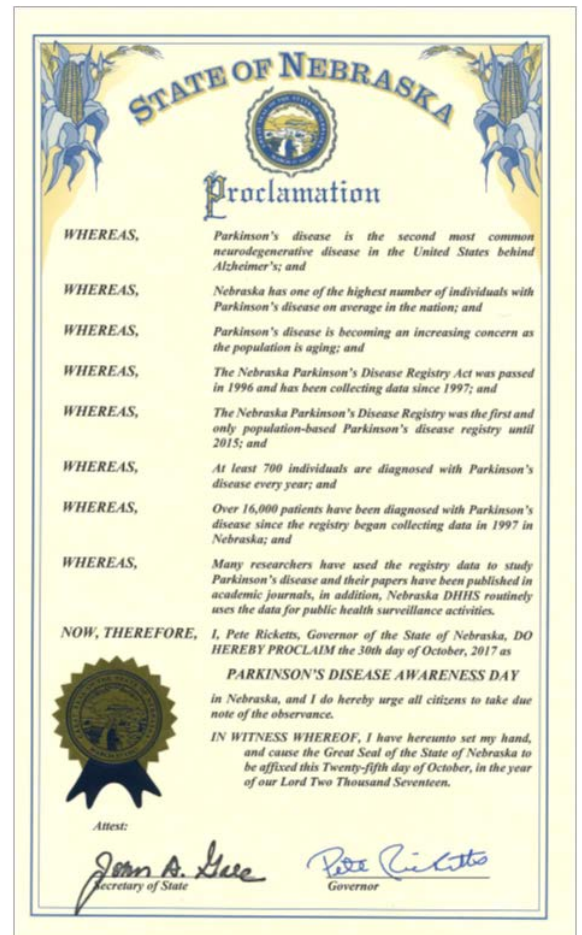 STATE OF NEBRASKA
Proclamation
WHEREAS, Parkinson's disease is the second most common
neurodegenerative disease in the United States behind
Alzheimer's; and
WHEREAS, Nebraska has one of the highest number of individuals with
Parkinson's disease on average in the nation; and
WHEREAS, Parkinson's disease is becoming an increasing concern as
the population is aging; and
WHEREAS, The Nebraska Parkinson's Disease Registry Act was passed
in 1996 and has been collecting data since 1997; and
WHEREAS, The Nebraska Parkinson's Disease Registry was the first and
only population-based Parkinson's disease registry until
2015; and
WHEREAS, At least 700 individuals are diagnosed with Parkinson's
disease every year; and
WHEREAS, Over 16,000 patients have been diagnosed with Parkinson's
disease since the registry began collecting data in 1997 in
Nebraska; and
WHEREAS, Many researchers have used the registry data to study
Parkinson's disease and their papers have been published in
academic journals, in addition, Nebraska DHHS routinely
uses the data for public health surveillance activities.
NOW, THEREFORE, I, Pete Ricketts, Governor of the State of Nebraska, DO
HEREBY PROCLAIM the 30th day of October, 2017 as
PARKINSON'S DISEASE AWARENESS DAY
in Nebraska, and I do hereby urge all citizens to take due
note of the observance.
IN WITNESS WHEREOF, I have hereunto set my hand,
and cause the Great Seal of the State of Nebraska to
be affixed this Twenty-fifth day of October, in the year
of our Lord Two Thousand Seventeen.
Attest:
John A. Gale Pete Ricketts
Secretary of State Governor